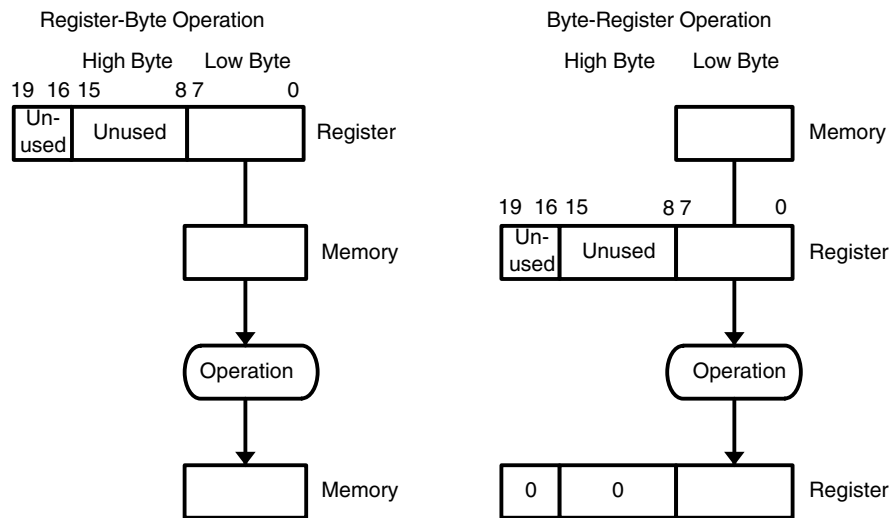 Register-Byte Operation
High Byte Low Byte
19 16 15 8 7 0
Un-
used
Unused
Register
Memory
Operation
Memory
Byte-Register Operation
High Byte Low Byte
Memory
19 16 15 8 7 0
Un-
used
Unused
Register
Operation
0 0
Register